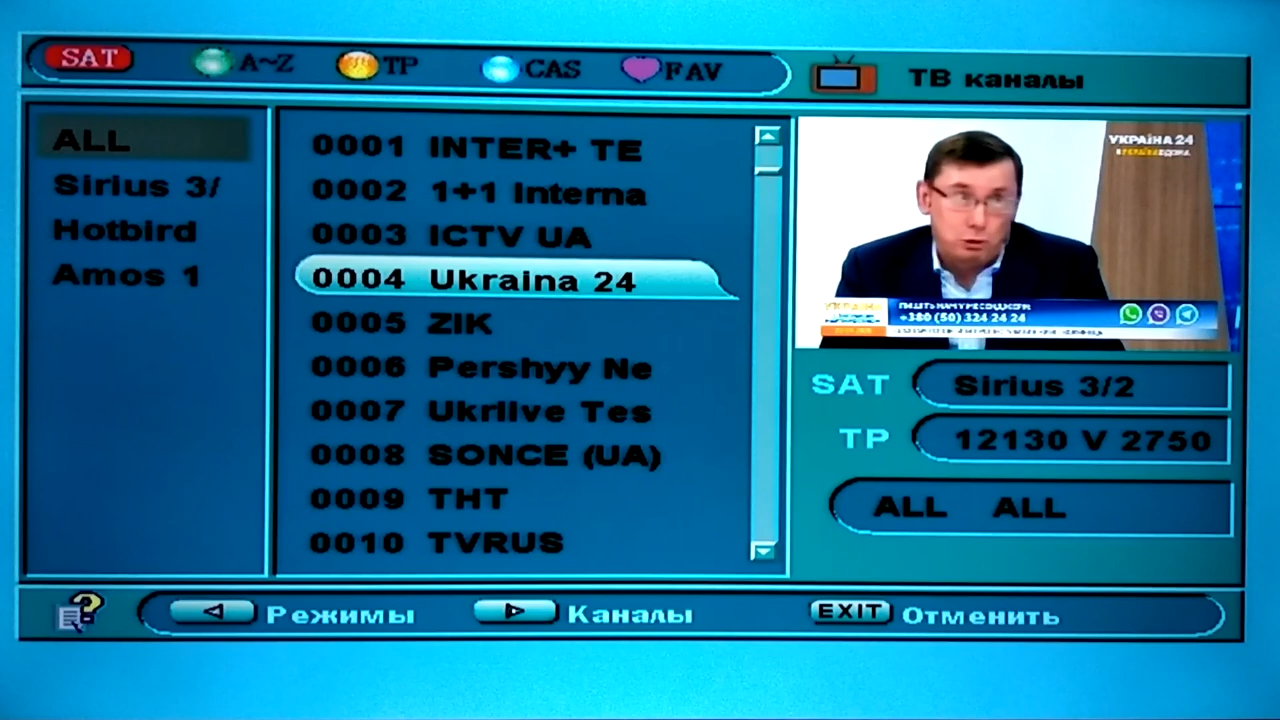 SAT A~Z TP CAS FAV
ТВ каналы
ALL
Sirius 3/
Hotbird
Amos 1
0001 INTER+ TE
0002 1+1 Interna
0003 ICTV UA
0004 Ukraina 24
0005 ZIK
0006 Pershyy Ne
0007 Ukrlive Tes
0008 SONCE (UA)
0009 ТНТ
0010 TVRUS
УКРАЇНА 24
УКРАЇНА
+380 (50) 324 24 24
SAT Sirius 3/2
TP 12130 V 2750
ALL ALL
Режимы
Каналы
EXIT Отменить